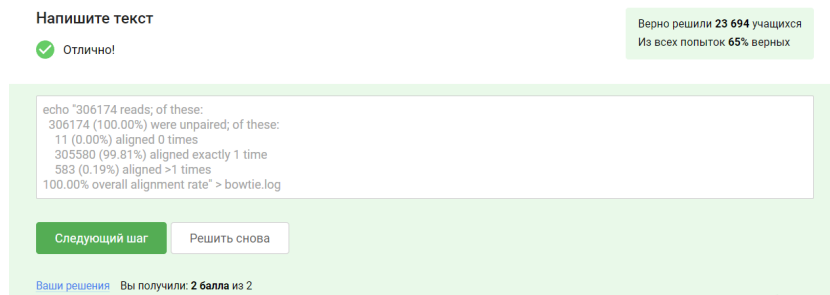 Напишите текст
Отлично!
Верно решили 23 694 учащихся
Из всех попыток 65% верных
echo "306174 reads; of these:
306174 (100.00%) were unpaired; of these:
11 (0.00%) aligned 0 times
305580 (99.81%) aligned exactly 1 time
583 (0.19%) aligned >1 times
100.00% overall alignment rate" > bowtie.log
Следующий шаг
Решить снова
Ваши решения Вы получили: 2 балла из 2